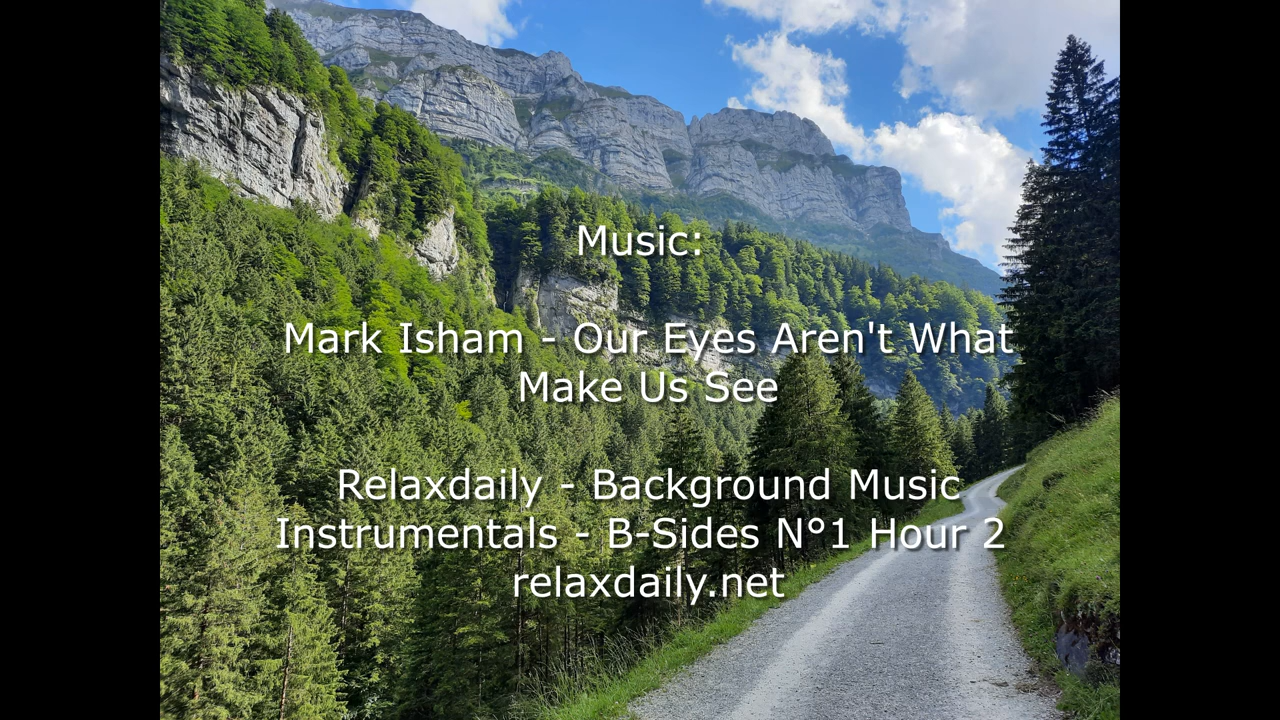 Music:
Mark Isham - Our Eyes Aren't What
Make Us See
Relaxdaily - Background Music
Instrumentals - B-Sides N°1 Hour 2
relaxdaily.net